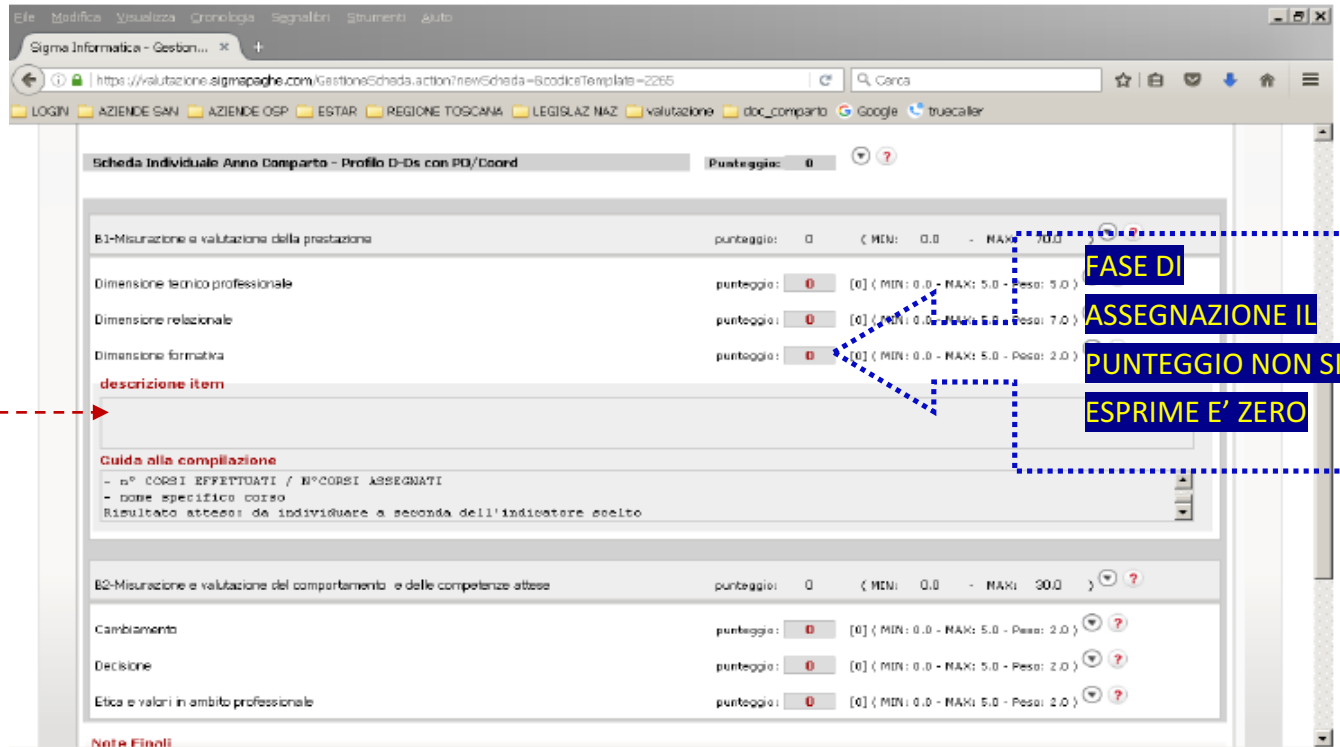 File Modifica Visualizza Cronologia Segnalibri Strumenti Aiuto
Sigma Informatica - Gestion... × +
https://valutazione.sigmapaghe.com/GestioneScheda.action?newScheda=&codiceTemplate=2265 Cerca
LOGIN AZIENDE SAN AZIENDE OSP ESTAR REGIONE TOSCANA LEGISLAZ NAZ valutazione doc_comparto Google truecaller
Scheda Individuale Anno Comparto - Profilo D-Ds con PO/Coord Punteggio: 0 ?
B1-Misurazione e valutazione della prestazione punteggio: 0 ( MIN: 0.0 - MAX: 70.0 ) ?
Dimensione tecnico professionale punteggio: 0 [0] ( MIN: 0.0 - MAX: 5.0 - Peso: 5.0 )
Dimensione relazionale punteggio: 0 [0] ( MIN: 0.0 - MAX: 5.0 - Peso: 7.0 )
Dimensione formativa punteggio: 0 [0] ( MIN: 0.0 - MAX: 5.0 - Peso: 2.0 )
FASE DI
ASSEGNAZIONE IL
PUNTEGGIO NON SI
ESPRIME E' ZERO
descrizione item
Guida alla compilazione
- n° CORSI EFFETTUATI / N°CORSI ASSEGNATI
- nome specifico corso
Risultato atteso: da individuare a seconda dell'indicatore scelto
B2-Misurazione e valutazione del comportamento e delle competenze attese punteggio: 0 ( MIN: 0.0 - MAX: 30.0 ) ?
Cambiamento punteggio: 0 [0] ( MIN: 0.0 - MAX: 5.0 - Peso: 2.0 ) ?
Decisione punteggio: 0 [0] ( MIN: 0.0 - MAX: 5.0 - Peso: 2.0 ) ?
Etica e valori in ambito professionale punteggio: 0 [0] ( MIN: 0.0 - MAX: 5.0 - Peso: 2.0 ) ?
Note Finali